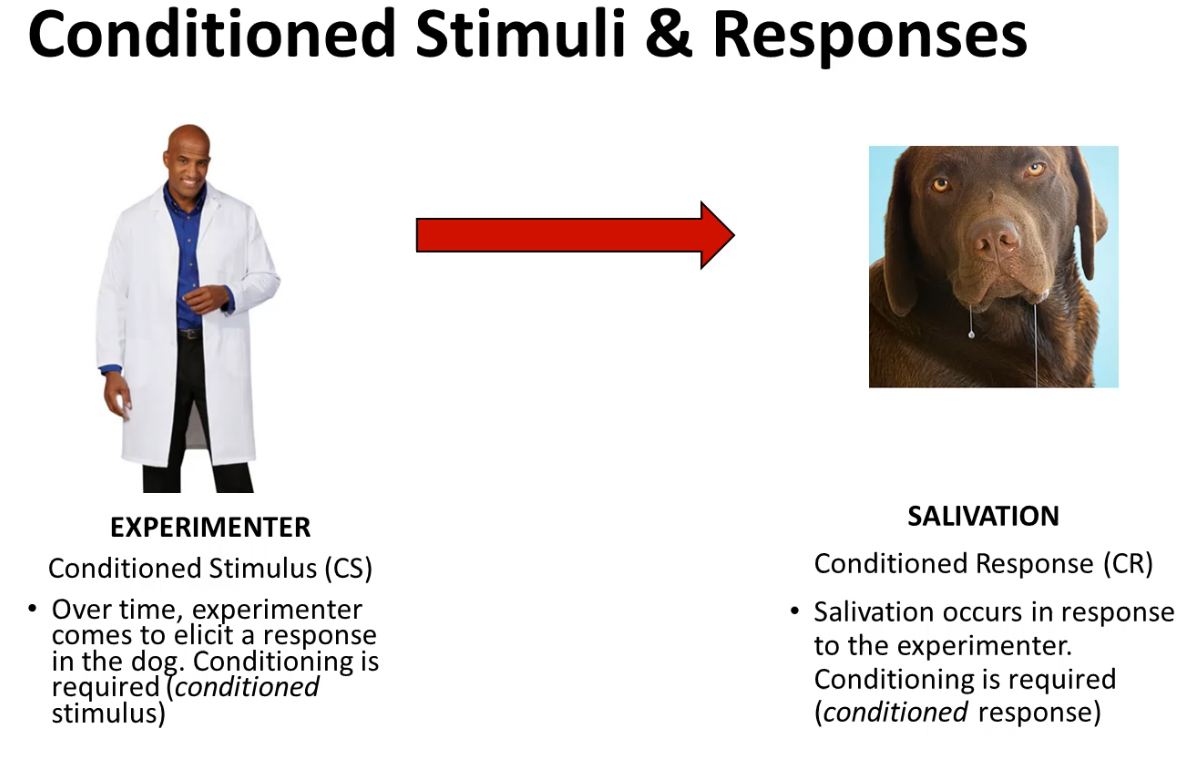 Conditioned Stimuli & Responses
EXPERIMENTER
Conditioned Stimulus (CS)
• Over time, experimenter
comes to elicit a response
in the dog. Conditioning is
required (conditioned
stimulus)
SALIVATION
Conditioned Response (CR)
• Salivation occurs in response
to the experimenter.
Conditioning is required
(conditioned response)